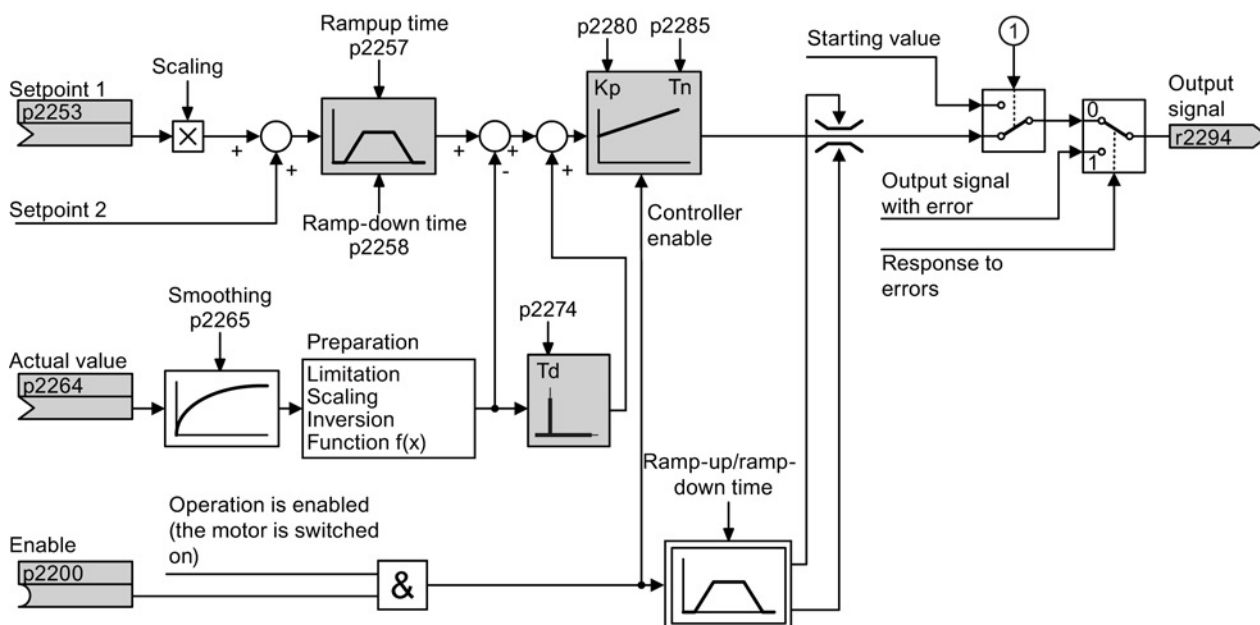 Rampup time
p2257
p2280
p2285
Starting value
1
Scaling
Setpoint 1
p2253
Kp
Tn
Output
signal
0
r2294
+
+
+
-
+
+
1
Output signal
with error
Setpoint 2
Ramp-down time
p2258
Controller
enable
Response to
errors
Smoothing
p2265
p2274
Actual value
Preparation
p2264
Limitation
Scaling
Inversion
Function f(x)
Td
Ramp-up/ramp-
down time
Operation is enabled
(the motor is switched
on)
Enable
p2200
&